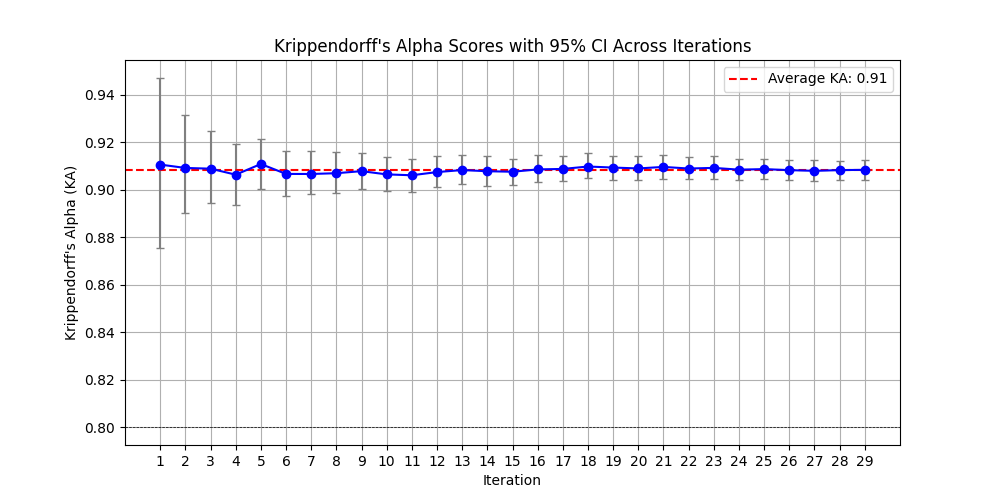 Krippendorff's Alpha Scores with 95% CI Across Iterations
Average KA: 0.91
Krippendorff's Alpha (KA)
0.94
0.92
0.90
0.88
0.86
0.84
0.82
0.80
1 2 3 4 5 6 7 8 9 10 11 12 13 14 15 16 17 18 19 20 21 22 23 24 25 26 27 28 29
Iteration